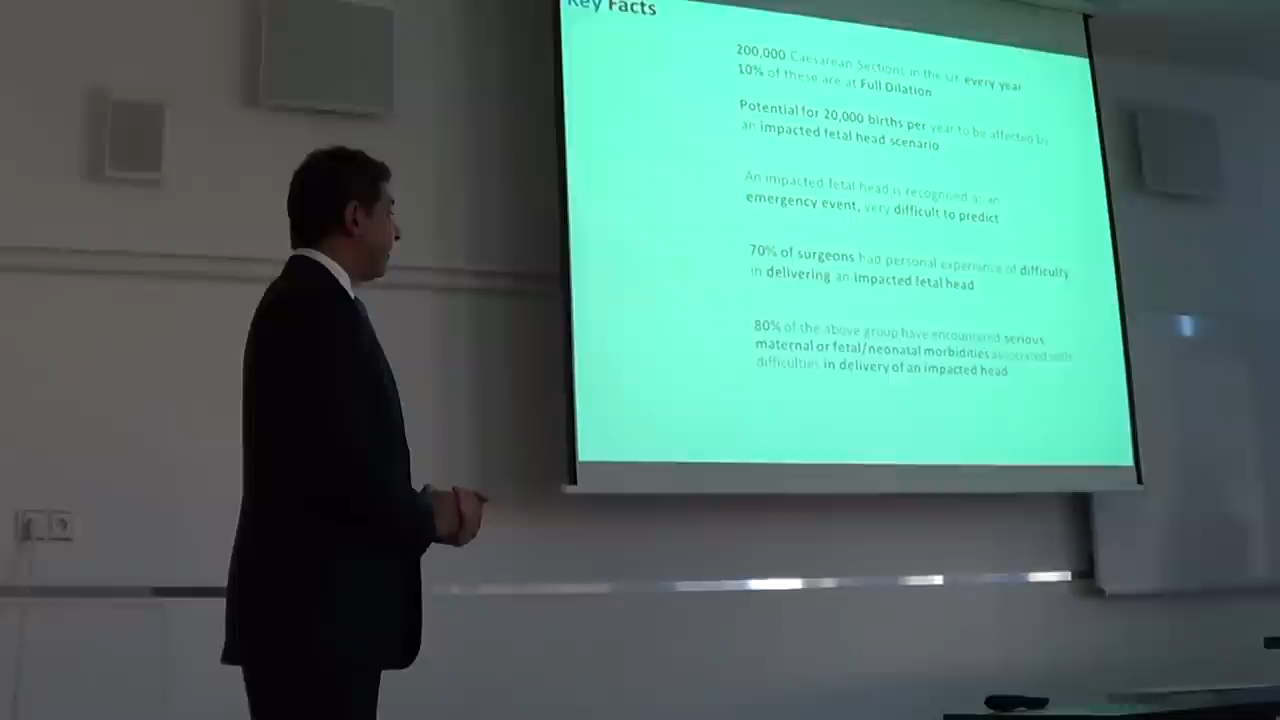 Key Facts
200,000 Caesarean Sections in the UK every year
10% of these are at Full Dilation
Potential for 20,000 births per year to be affected by
an impacted fetal head scenario
An impacted fetal head is recognised as an
emergency event, very difficult to predict
70% of surgeons had personal experience of difficulty
in delivering an impacted fetal head
80% of the above group have encountered serious
maternal or fetal/neonatal morbidities associated with
difficulties in delivery of an impacted head